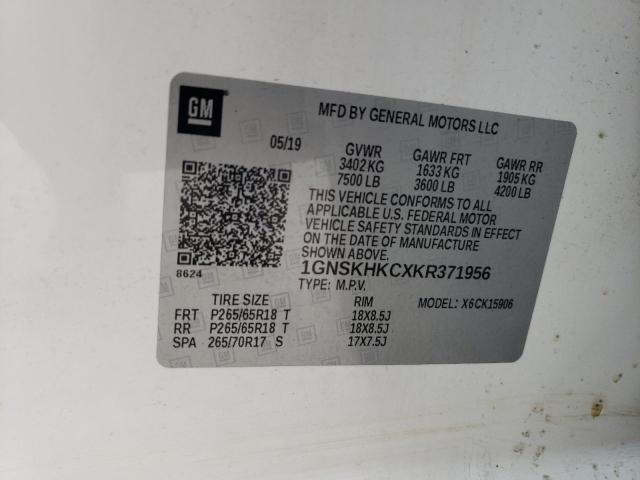 GM
MFD BY GENERAL MOTORS LLC
05/19
GVWR GAWR FRT GAWR RR
3402 KG 1633 KG 1905 KG
7500 LB 3600 LB 4200 LB
THIS VEHICLE CONFORMS TO ALL
APPLICABLE U.S. FEDERAL MOTOR
VEHICLE SAFETY STANDARDS IN EFFECT
ON THE DATE OF MANUFACTURE
SHOWN ABOVE.
8624
1GNSKHKCXKR371956
TYPE: M.P.V.
TIRE SIZE RIM MODEL: X6CK15906
FRT P265/65R18 T 18X8.5J
RR P265/65R18 T 18X8.5J
SPA 265/70R17 S 17X7.5J